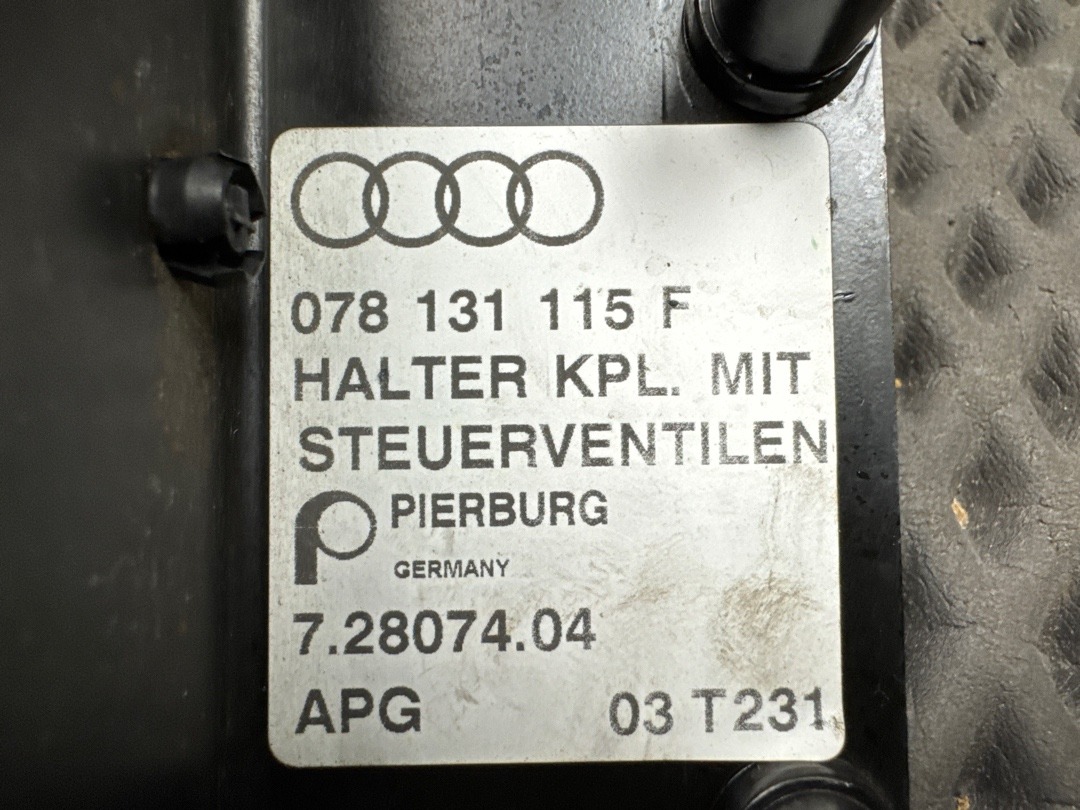 078 131 115 F
HALTER KPL. MIT
STEUERVENTILEN
PIERBURG
GERMANY
7.28074.04
APG 03 T231